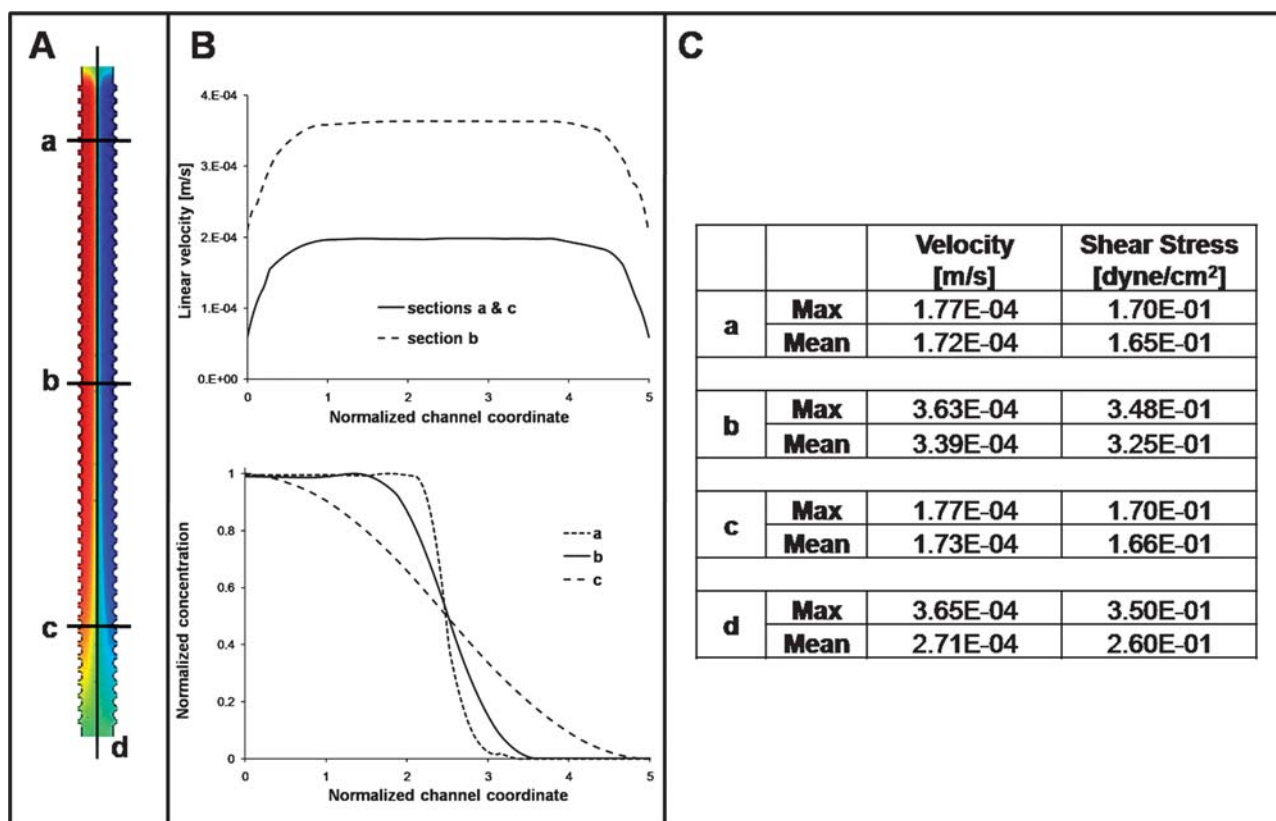 A
a
b
c
d
B
4.E-04
3.E-04
2.E-04
1.E-04
0.E+00
Linear velocity [m/s]
sections a & c
section b
0 1 2 3 4 5
Normalized channel coordinate
1
0.8
0.6
0.4
0.2
0
Normalized concentration
a
b
c
0 1 2 3 4 5
Normalized channel coordinate
C
Velocity [m/s] Shear Stress [dyne/cm²]
a Max 1.77E-04 1.70E-01
Mean 1.72E-04 1.65E-01
b Max 3.63E-04 3.48E-01
Mean 3.39E-04 3.25E-01
c Max 1.77E-04 1.70E-01
Mean 1.73E-04 1.66E-01
d Max 3.65E-04 3.50E-01
Mean 2.71E-04 2.60E-01